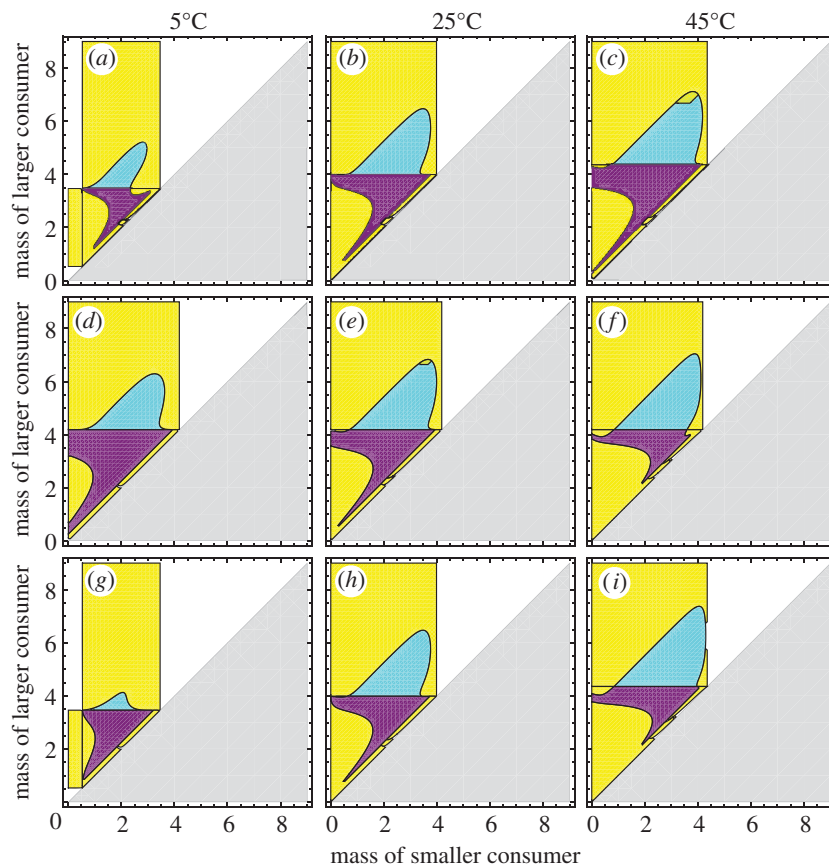 5°C 25°C 45°C
mass of larger consumer
8
6
4
2
0
(a) (b) (c)
mass of larger consumer
8
6
4
2
0
(d) (e) (f)
mass of larger consumer
8
6
4
2
(g) (h) (i)
0 2 4 6 8 0 2 4 6 8 0 2 4 6 8
mass of smaller consumer